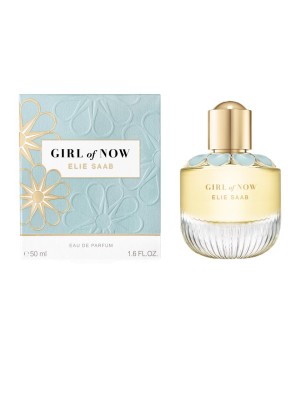 GIRL of NOW
ELIE SAAB
EAU DE PARFUM
℮50 ml 1.6 FL.OZ.
GIRL of NOW
ELIE SAAB